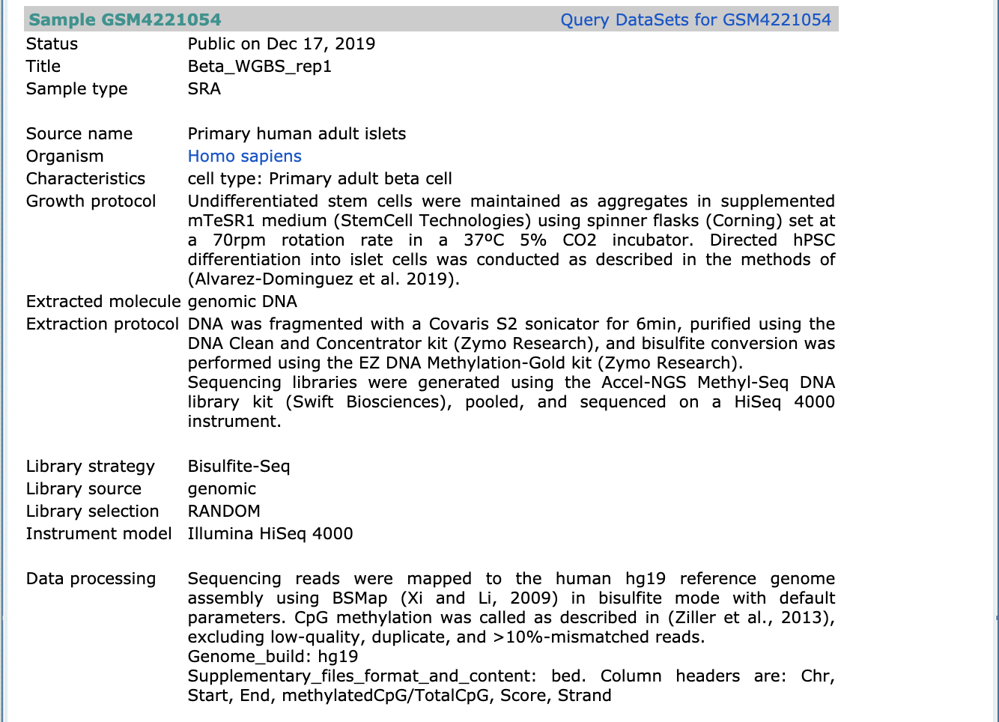 Sample GSM4221054 Query DataSets for GSM4221054
Status Public on Dec 17, 2019
Title Beta_WGBS_rep1
Sample type SRA
Source name Primary human adult islets
Organism Homo sapiens
Characteristics cell type: Primary adult beta cell
Growth protocol Undifferentiated stem cells were maintained as aggregates in supplemented
mTeSR1 medium (StemCell Technologies) using spinner flasks (Corning) set at
a 70rpm rotation rate in a 37ºC 5% CO2 incubator. Directed hPSC
differentiation into islet cells was conducted as described in the methods of
(Alvarez-Dominguez et al. 2019).
Extracted molecule genomic DNA
Extraction protocol DNA was fragmented with a Covaris S2 sonicator for 6min, purified using the
DNA Clean and Concentrator kit (Zymo Research), and bisulfite conversion was
performed using the EZ DNA Methylation-Gold kit (Zymo Research).
Sequencing libraries were generated using the Accel-NGS Methyl-Seq DNA
library kit (Swift Biosciences), pooled, and sequenced on a HiSeq 4000
instrument.
Library strategy Bisulfite-Seq
Library source genomic
Library selection RANDOM
Instrument model Illumina HiSeq 4000
Data processing Sequencing reads were mapped to the human hg19 reference genome
assembly using BSMap (Xi and Li, 2009) in bisulfite mode with default
parameters. CpG methylation was called as described in (Ziller et al., 2013),
excluding low-quality, duplicate, and >10%-mismatched reads.
Genome_build: hg19
Supplementary_files_format_and_content: bed. Column headers are: Chr,
Start, End, methylatedCpG/TotalCpG, Score, Strand